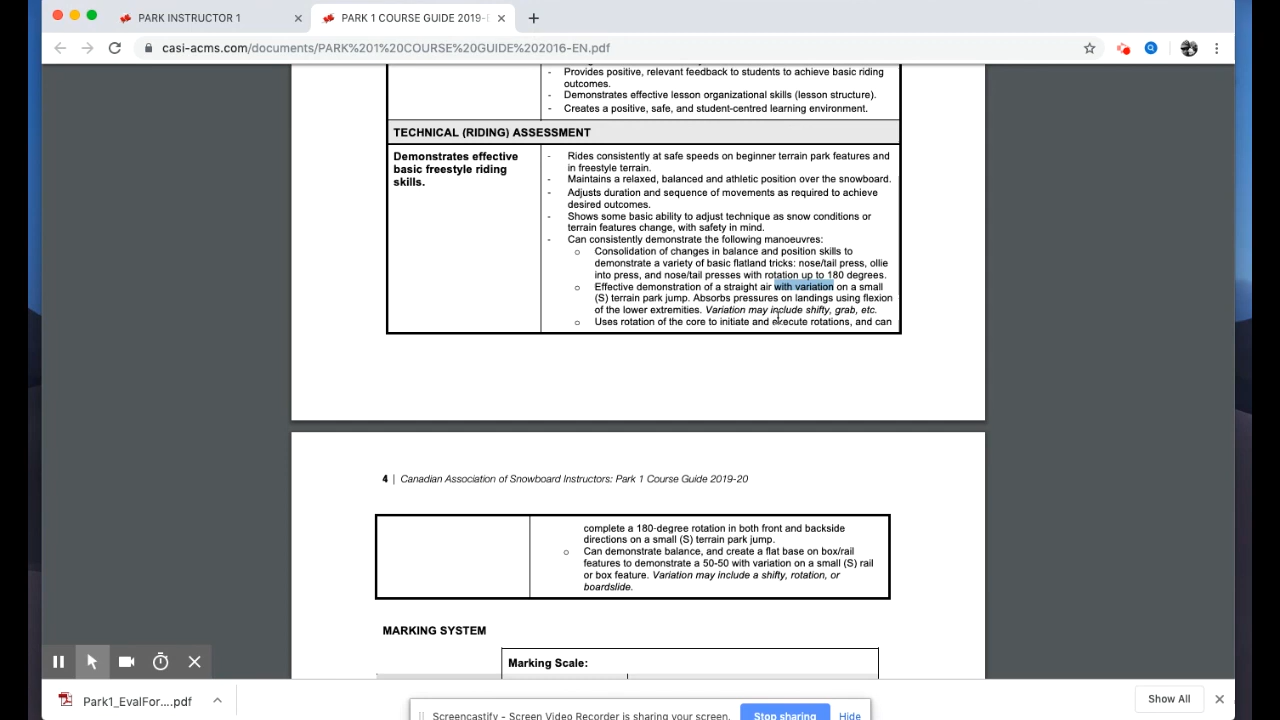 PARK INSTRUCTOR 1
PARK 1 COURSE GUIDE 2019-
casi-acms.com/documents/PARK%201%20COURSE%20GUIDE%202016-EN.pdf
- Provides positive, relevant feedback to students to achieve basic riding
outcomes.
- Demonstrates effective lesson organizational skills (lesson structure).
- Creates a positive, safe, and student-centred learning environment.
TECHNICAL (RIDING) ASSESSMENT
Demonstrates effective
basic freestyle riding
skills.
- Rides consistently at safe speeds on beginner terrain park features and
in freestyle terrain.
- Maintains a relaxed, balanced and athletic position over the snowboard.
- Adjusts duration and sequence of movements as required to achieve
desired outcomes.
- Shows some basic ability to adjust technique as snow conditions or
terrain features change, with safety in mind.
- Can consistently demonstrate the following manoeuvres:
o Consolidation of changes in balance and position skills to
demonstrate a variety of basic flatland tricks: nose/tail press, ollie
into press, and nose/tail presses with rotation up to 180 degrees.
o Effective demonstration of a straight air with variation on a small
(S) terrain park jump. Absorbs pressures on landings using flexion
of the lower extremities. Variation may include shifty, grab, etc.
o Uses rotation of the core to initiate and execute rotations, and can
4 | Canadian Association of Snowboard Instructors: Park 1 Course Guide 2019-20
complete a 180-degree rotation in both front and backside
directions on a small (S) terrain park jump.
o Can demonstrate balance, and create a flat base on box/rail
features to demonstrate a 50-50 with variation on a small (S) rail
or box feature. Variation may include a shifty, rotation, or
boardslide.
MARKING SYSTEM
Marking Scale:
Park1_EvalFor....pdf
Show All
Screencastify - Screen Video Recorder is sharing your screen.
Stop sharing
Hide